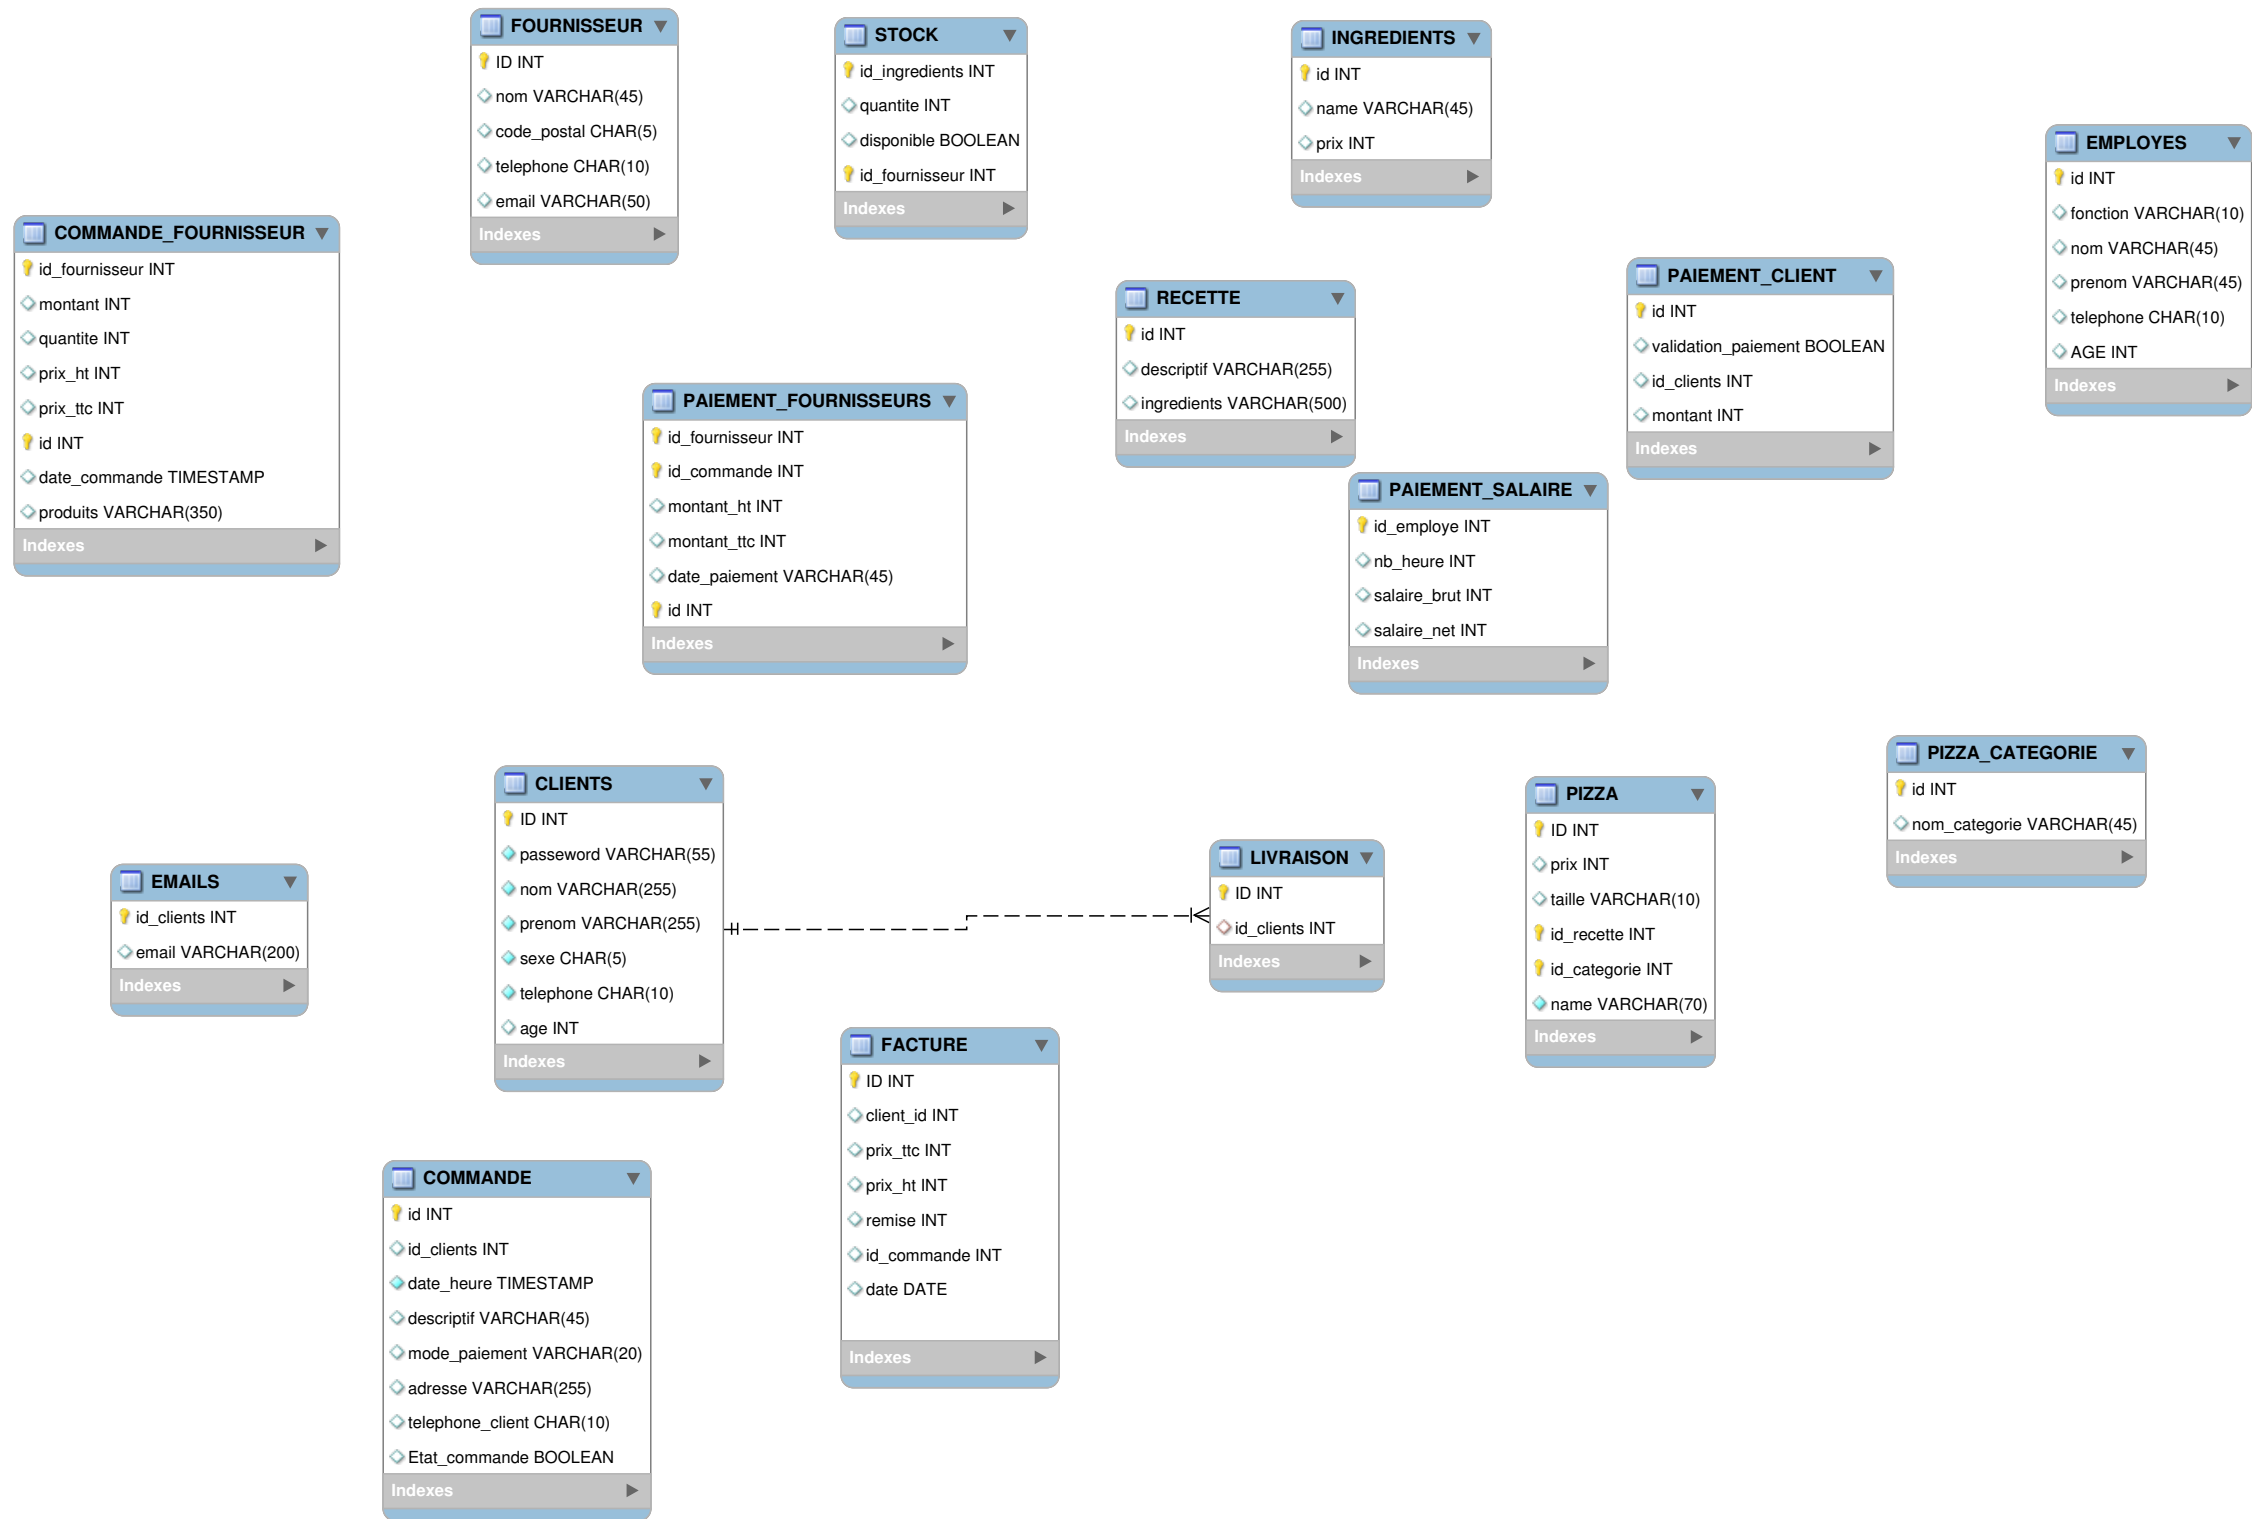 FOURNISSEUR
ID INT
nom VARCHAR(45)
code_postal CHAR(5)
telephone CHAR(10)
email VARCHAR(50)
Indexes
STOCK
id_ingredients INT
quantite INT
disponible BOOLEAN
id_fournisseur INT
Indexes
INGREDIENTS
id INT
name VARCHAR(45)
prix INT
Indexes
EMPLOYES
id INT
fonction VARCHAR(10)
nom VARCHAR(45)
prenom VARCHAR(45)
telephone CHAR(10)
AGE INT
Indexes
COMMANDE_FOURNISSEUR
id_fournisseur INT
montant INT
quantite INT
prix_ht INT
prix_ttc INT
id INT
date_commande TIMESTAMP
produits VARCHAR(350)
Indexes
RECETTE
id INT
descriptif VARCHAR(255)
ingredients VARCHAR(500)
Indexes
PAIEMENT_CLIENT
id INT
validation_paiement BOOLEAN
id_clients INT
montant INT
Indexes
PAIEMENT_FOURNISSEURS
id_fournisseur INT
id_commande INT
montant_ht INT
montant_ttc INT
date_paiement VARCHAR(45)
id INT
Indexes
PAIEMENT_SALAIRE
id_employe INT
nb_heure INT
salaire_brut INT
salaire_net INT
Indexes
PIZZA_CATEGORIE
id INT
nom_categorie VARCHAR(45)
Indexes
CLIENTS
ID INT
passeword VARCHAR(55)
nom VARCHAR(255)
prenom VARCHAR(255)
sexe CHAR(5)
telephone CHAR(10)
age INT
Indexes
PIZZA
ID INT
prix INT
taille VARCHAR(10)
id_recette INT
id_categorie INT
name VARCHAR(70)
Indexes
LIVRAISON
ID INT
id_clients INT
Indexes
EMAILS
id_clients INT
email VARCHAR(200)
Indexes
FACTURE
ID INT
client_id INT
prix_ttc INT
prix_ht INT
remise INT
id_commande INT
date DATE
Indexes
COMMANDE
id INT
id_clients INT
date_heure TIMESTAMP
descriptif VARCHAR(45)
mode_paiement VARCHAR(20)
adresse VARCHAR(255)
telephone_client CHAR(10)
Etat_commande BOOLEAN
Indexes